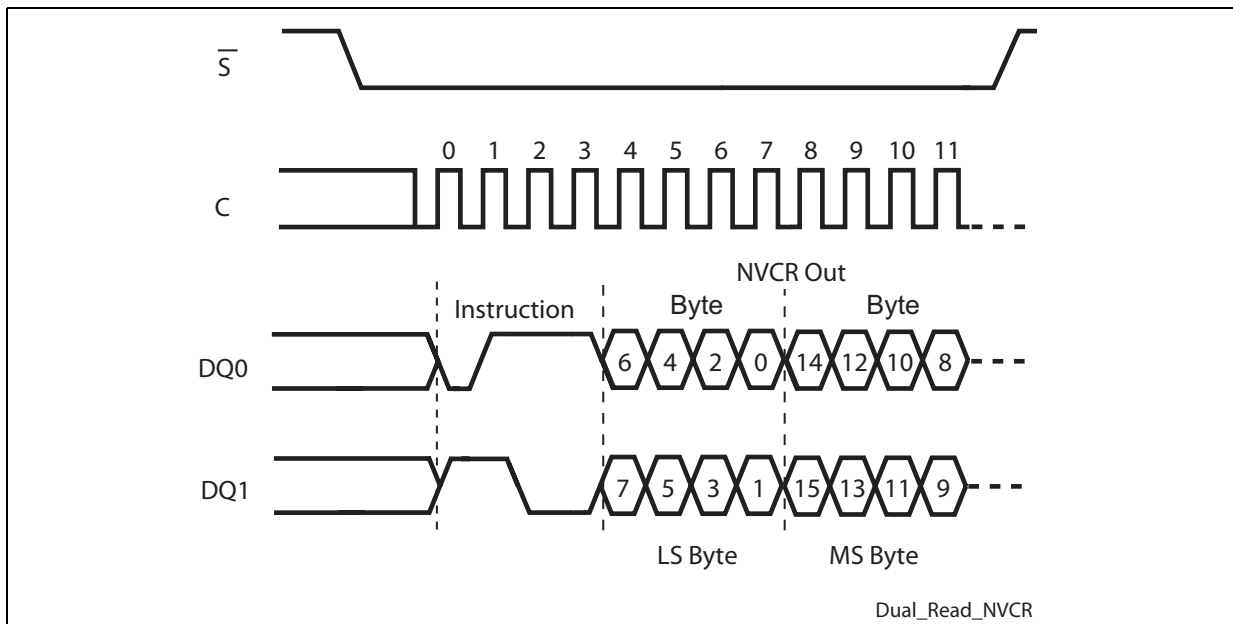 S
0 1 2 3 4 5 6 7 8 9 10 11
C
NVCR Out
Instruction Byte Byte
DQ0 6 4 2 0 14 12 10 8
DQ1 7 5 3 1 15 13 11 9
LS Byte MS Byte
Dual_Read_NVCR